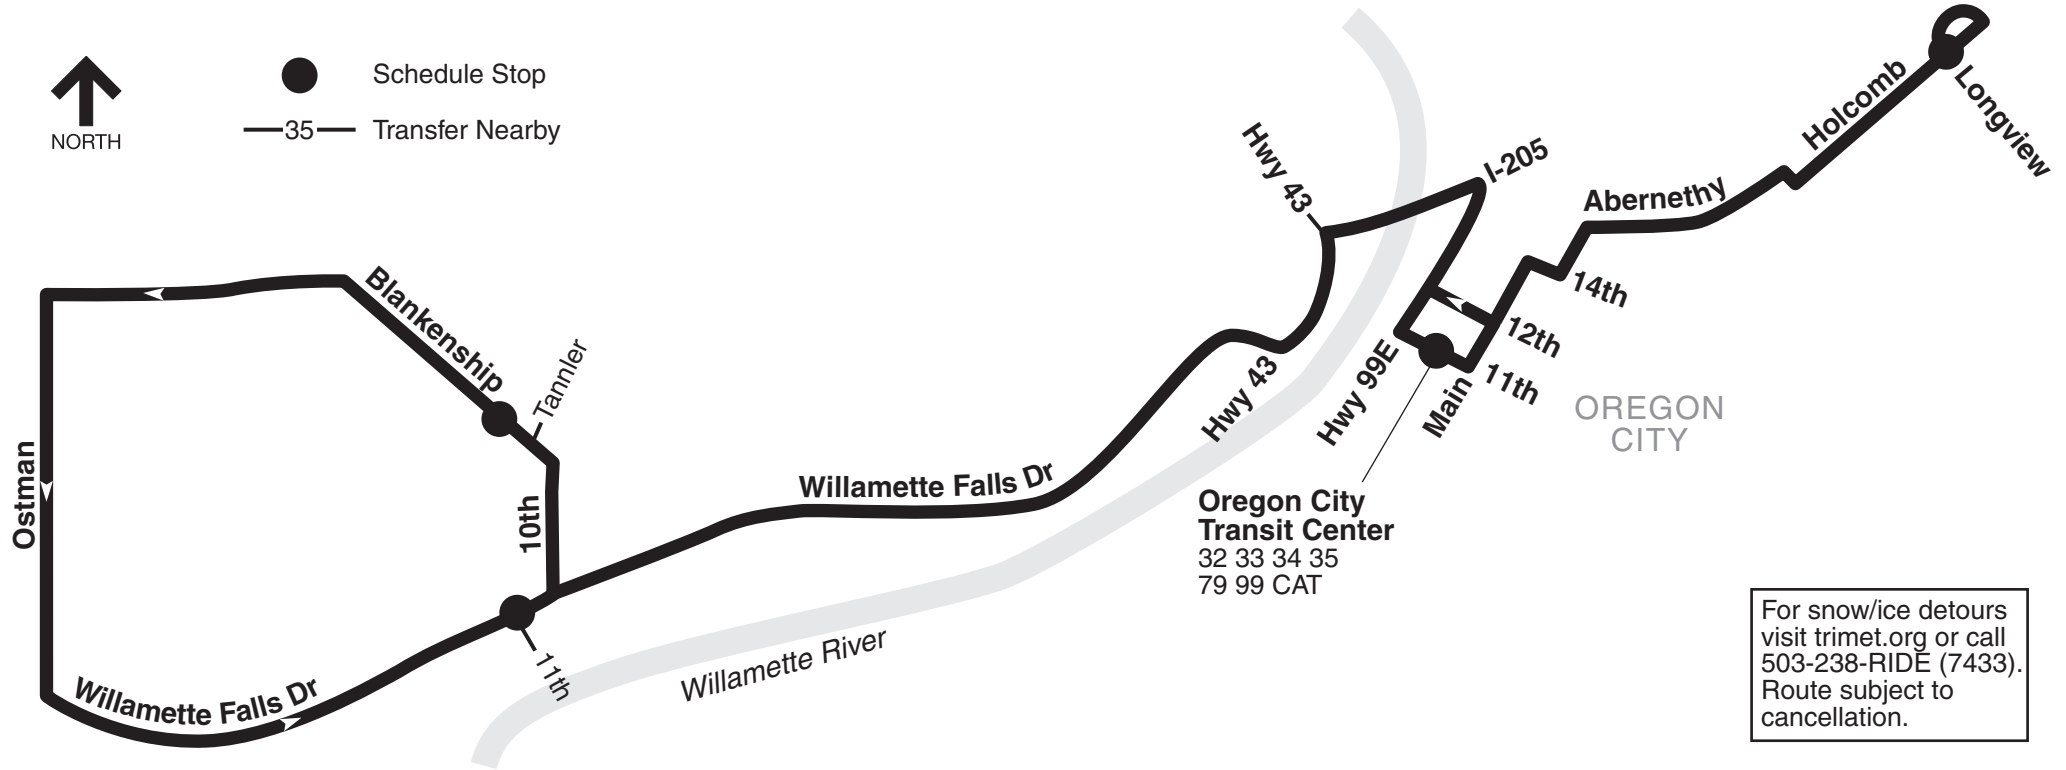 NORTH
Schedule Stop
35
Transfer Nearby
Hwy 43
I-205
Holcomb
Longview
Abernethy
14th
12th
11th
OREGON
CITY
Hwy 99E
Main
Hwy 43
Blankenship
Tannler
Ostman
10th
Willamette Falls Dr
Oregon City
Transit Center
32 33 34 35
79 99 CAT
Willamette River
11th
Willamette Falls Dr
For snow/ice detours
visit trimet.org or call
503-238-RIDE (7433).
Route subject to
cancellation.